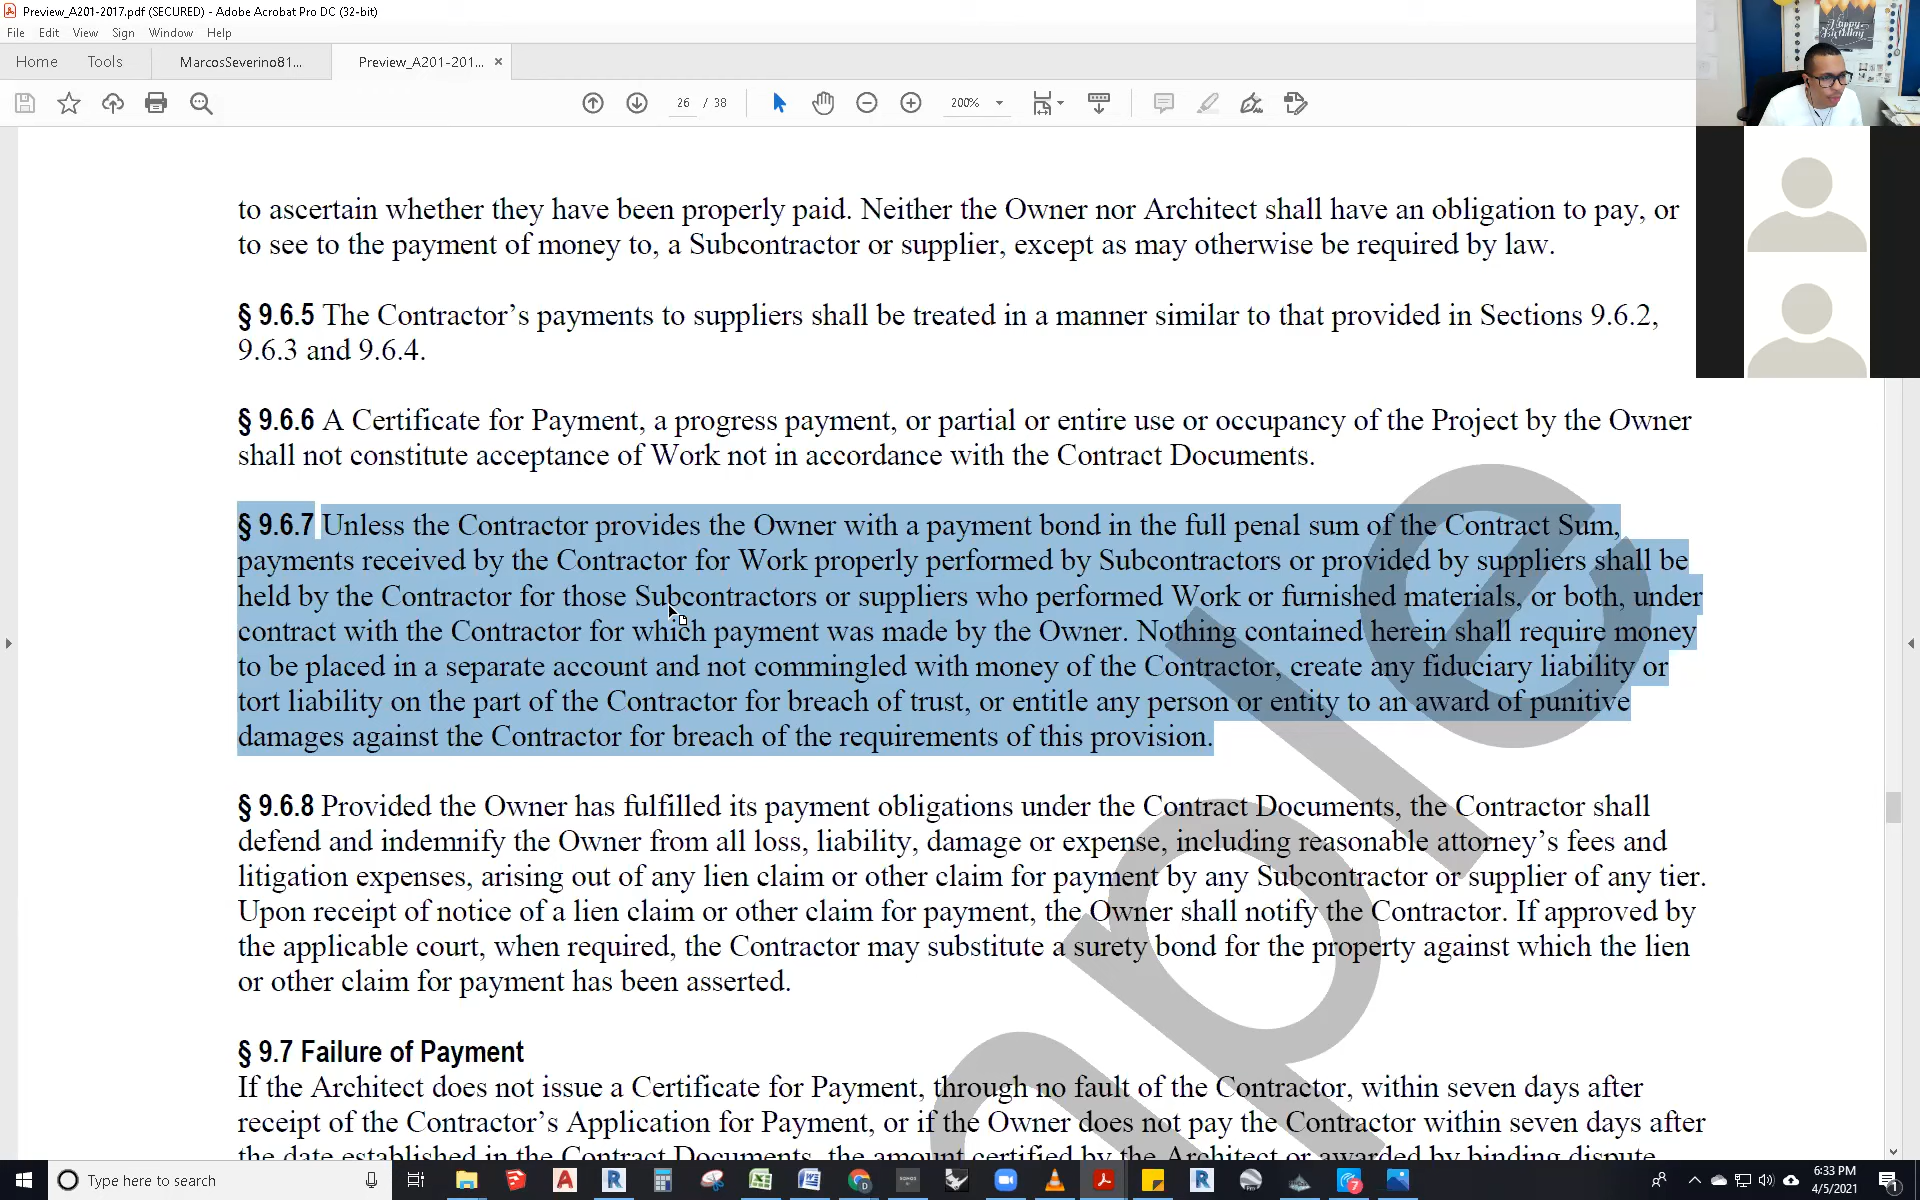 Preview_A201-2017.pdf (SECURED) - Adobe Acrobat Pro DC (32-bit)
File Edit View Sign Window Help
Home Tools MarcosSeverino81... Preview_A201-201... ×
26 / 38 200%
Happy Birthday
to ascertain whether they have been properly paid. Neither the Owner nor Architect shall have an obligation to pay, or
to see to the payment of money to, a Subcontractor or supplier, except as may otherwise be required by law.
§ 9.6.5 The Contractor’s payments to suppliers shall be treated in a manner similar to that provided in Sections 9.6.2,
9.6.3 and 9.6.4.
§ 9.6.6 A Certificate for Payment, a progress payment, or partial or entire use or occupancy of the Project by the Owner
shall not constitute acceptance of Work not in accordance with the Contract Documents.
§ 9.6.7 Unless the Contractor provides the Owner with a payment bond in the full penal sum of the Contract Sum,
payments received by the Contractor for Work properly performed by Subcontractors or provided by suppliers shall be
held by the Contractor for those Subcontractors or suppliers who performed Work or furnished materials, or both, under
contract with the Contractor for which payment was made by the Owner. Nothing contained herein shall require money
to be placed in a separate account and not commingled with money of the Contractor, create any fiduciary liability or
tort liability on the part of the Contractor for breach of trust, or entitle any person or entity to an award of punitive
damages against the Contractor for breach of the requirements of this provision.
§ 9.6.8 Provided the Owner has fulfilled its payment obligations under the Contract Documents, the Contractor shall
defend and indemnify the Owner from all loss, liability, damage or expense, including reasonable attorney’s fees and
litigation expenses, arising out of any lien claim or other claim for payment by any Subcontractor or supplier of any tier.
Upon receipt of notice of a lien claim or other claim for payment, the Owner shall notify the Contractor. If approved by
the applicable court, when required, the Contractor may substitute a surety bond for the property against which the lien
or other claim for payment has been asserted.
§ 9.7 Failure of Payment
If the Architect does not issue a Certificate for Payment, through no fault of the Contractor, within seven days after
receipt of the Contractor’s Application for Payment, or if the Owner does not pay the Contractor within seven days after
the date established in the Contract Documents, the amount certified by the Architect or awarded by binding dispute
mple
Type here to search
6:33 PM
4/5/2021